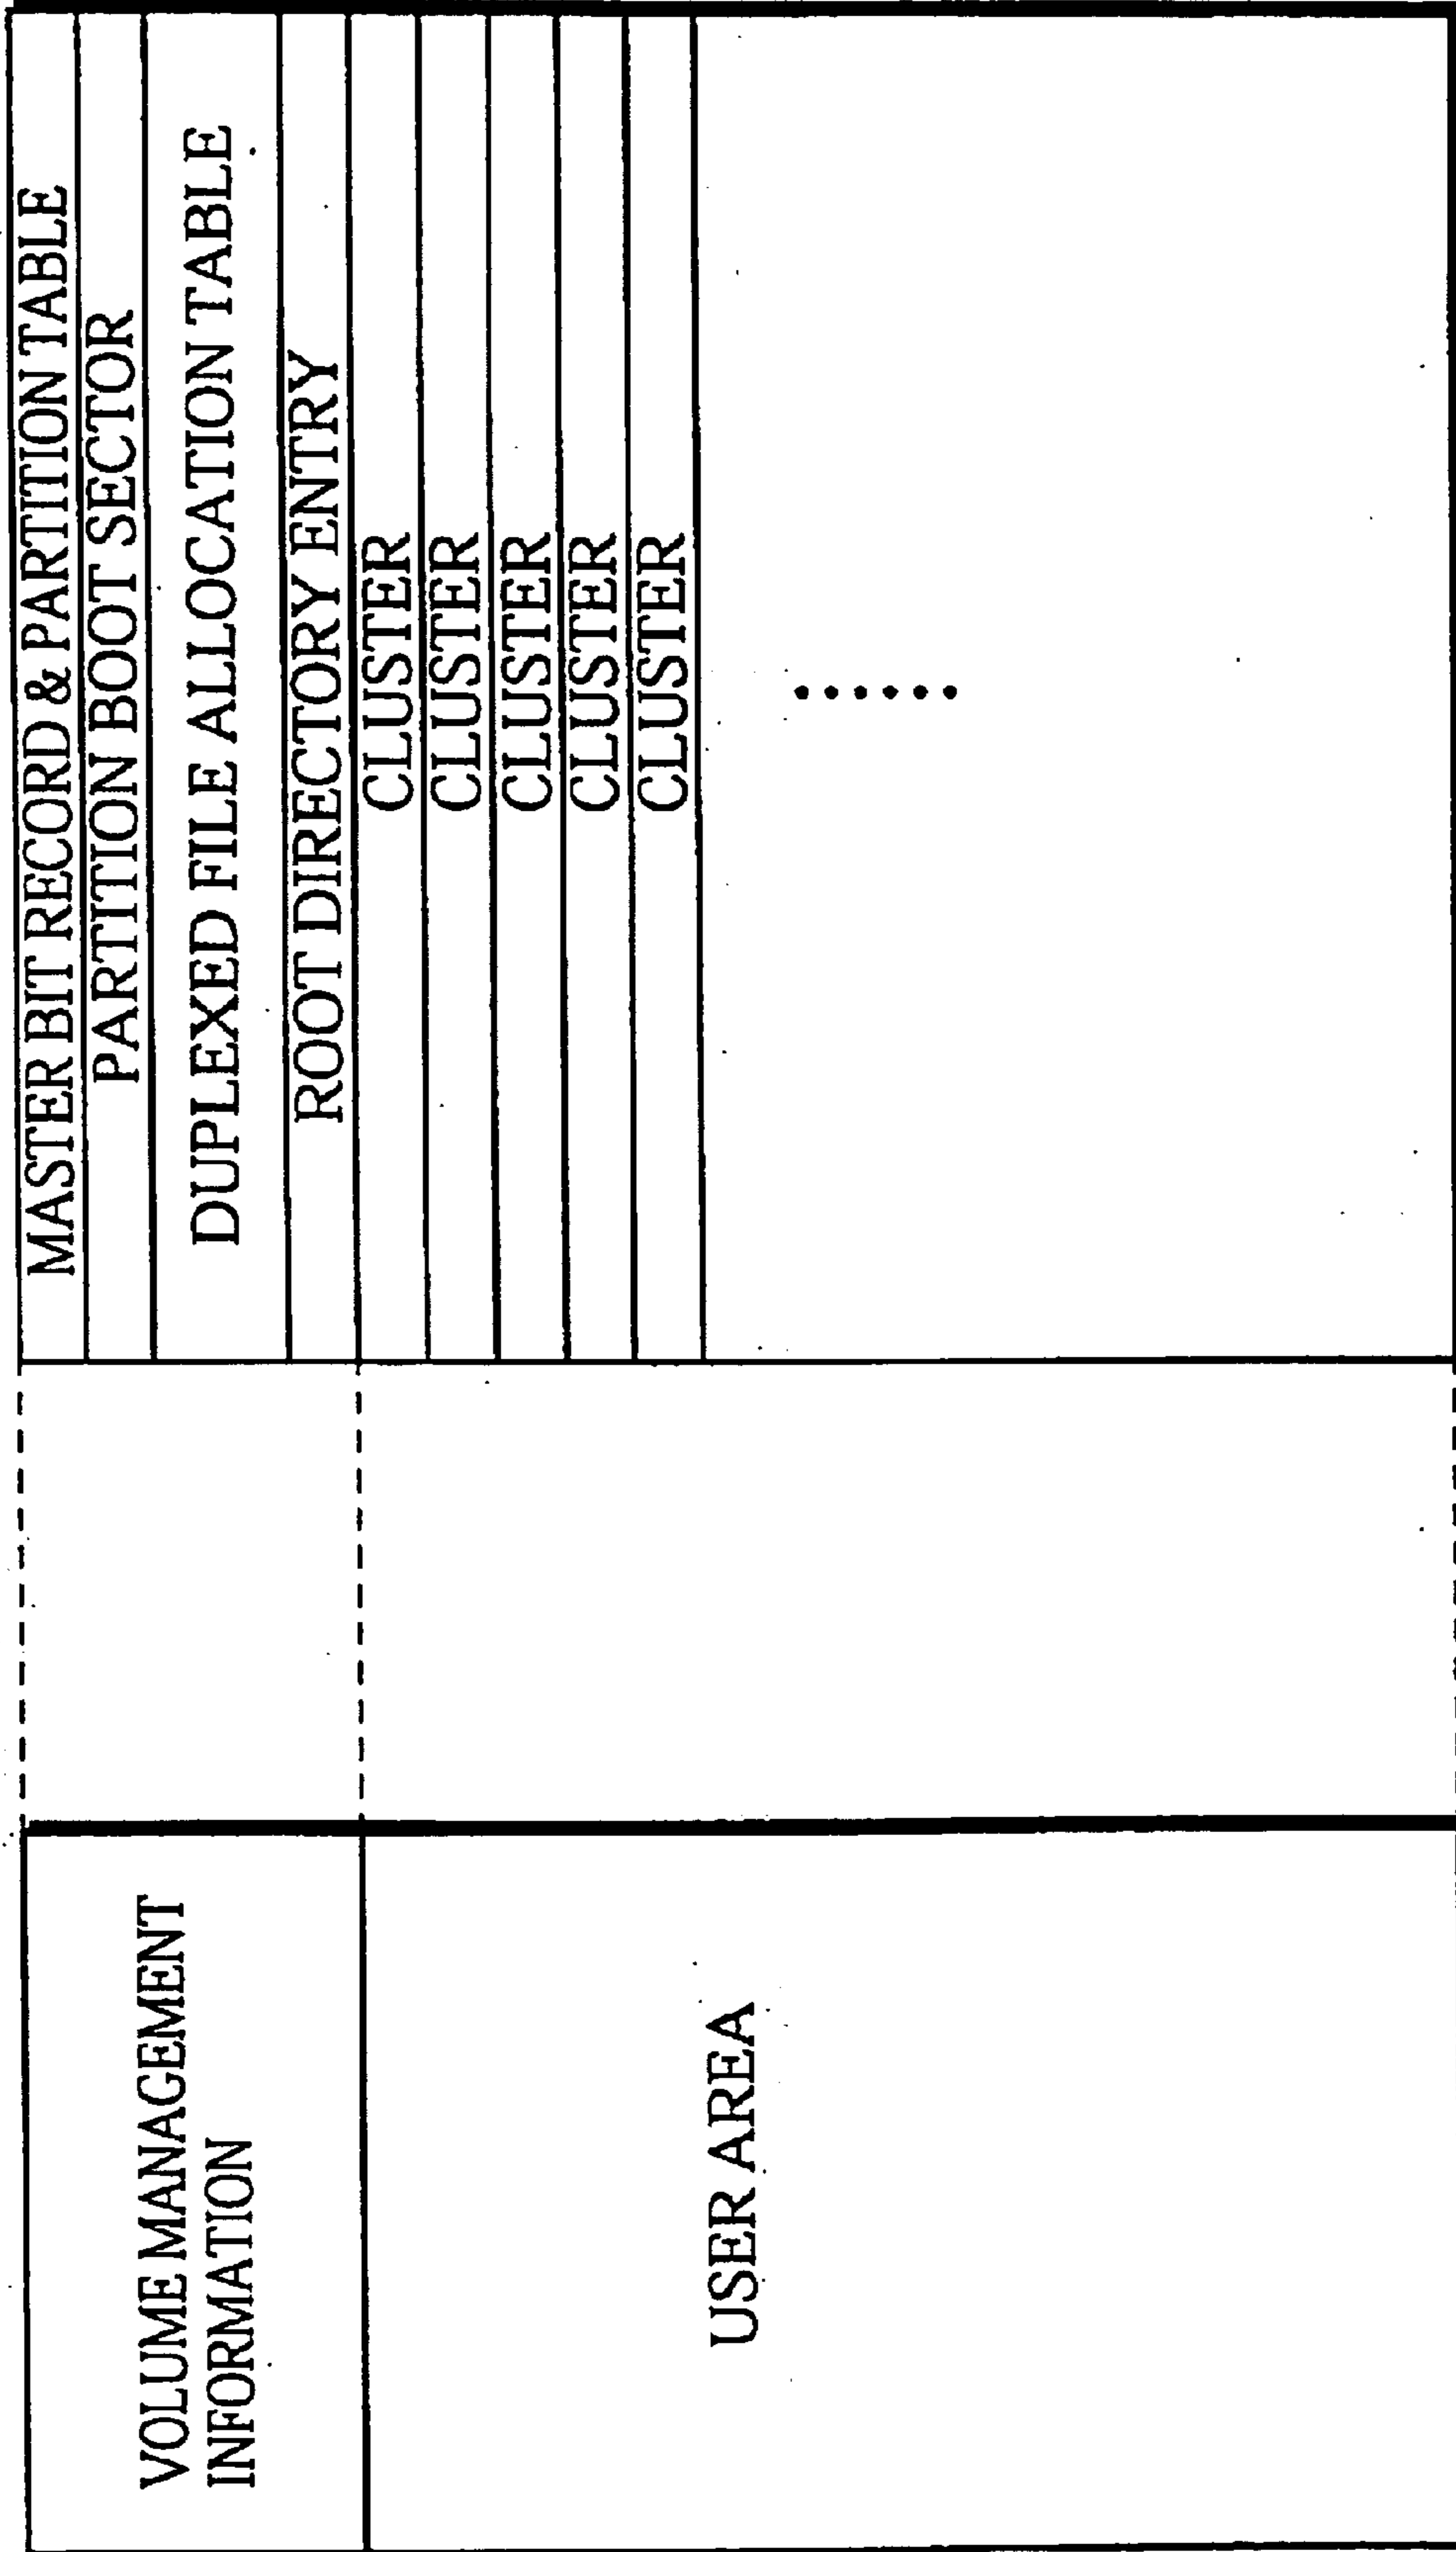 VOLUME MANAGEMENT
INFORMATION
USER AREA
MASTER BIT RECORD & PARTITION TABLE
PARTITION BOOT SECTOR
DUPLEXED FILE ALLOCATION TABLE
ROOT DIRECTORY ENTRY
CLUSTER
CLUSTER
CLUSTER
CLUSTER
CLUSTER
......